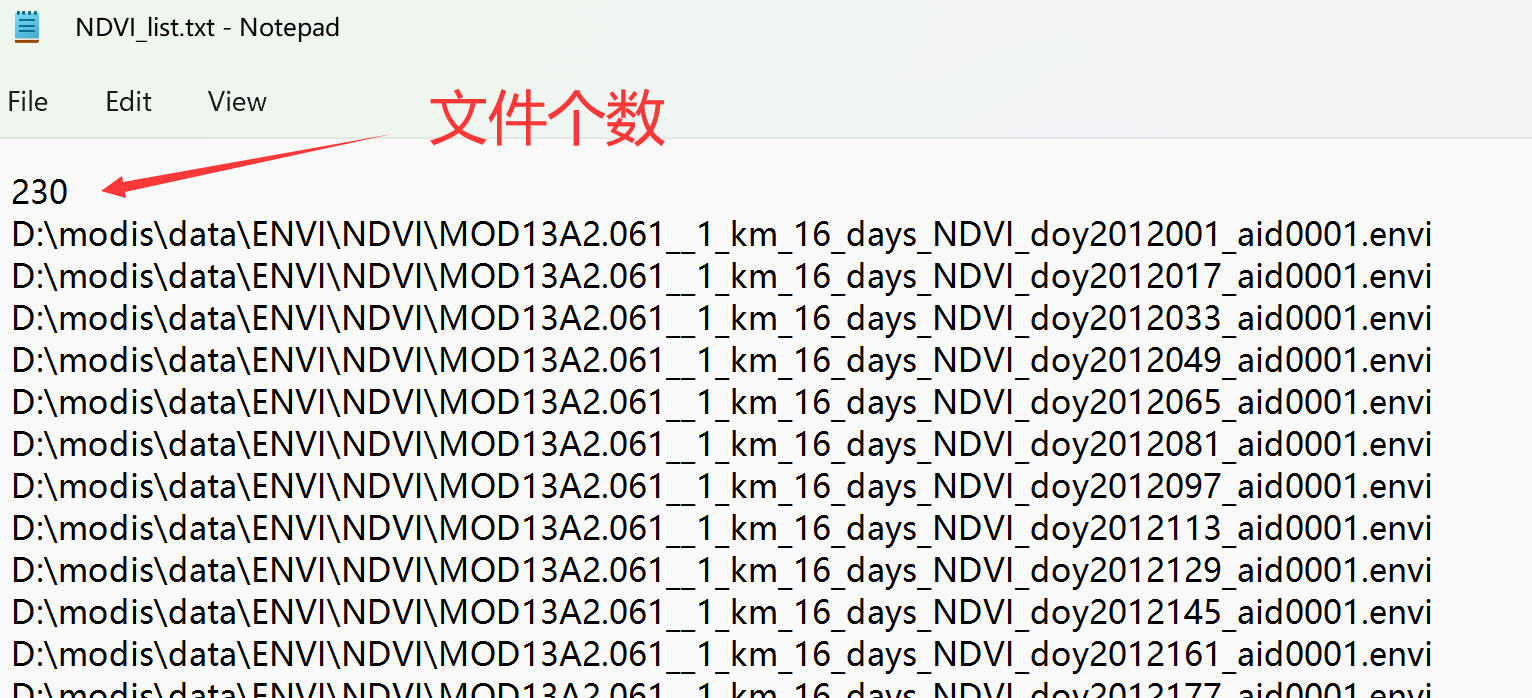 NDVI_list.txt - Notepad
File Edit View
文件个数
230
D:\modis\data\ENVI\NDVI\MOD13A2.061__1_km_16_days_NDVI_doy2012001_aid0001.envi
D:\modis\data\ENVI\NDVI\MOD13A2.061__1_km_16_days_NDVI_doy2012017_aid0001.envi
D:\modis\data\ENVI\NDVI\MOD13A2.061__1_km_16_days_NDVI_doy2012033_aid0001.envi
D:\modis\data\ENVI\NDVI\MOD13A2.061__1_km_16_days_NDVI_doy2012049_aid0001.envi
D:\modis\data\ENVI\NDVI\MOD13A2.061__1_km_16_days_NDVI_doy2012065_aid0001.envi
D:\modis\data\ENVI\NDVI\MOD13A2.061__1_km_16_days_NDVI_doy2012081_aid0001.envi
D:\modis\data\ENVI\NDVI\MOD13A2.061__1_km_16_days_NDVI_doy2012097_aid0001.envi
D:\modis\data\ENVI\NDVI\MOD13A2.061__1_km_16_days_NDVI_doy2012113_aid0001.envi
D:\modis\data\ENVI\NDVI\MOD13A2.061__1_km_16_days_NDVI_doy2012129_aid0001.envi
D:\modis\data\ENVI\NDVI\MOD13A2.061__1_km_16_days_NDVI_doy2012145_aid0001.envi
D:\modis\data\ENVI\NDVI\MOD13A2.061__1_km_16_days_NDVI_doy2012161_aid0001.envi
D:\modis\data\ENVI\NDVI\MOD13A2.061__1_km_16_days_NDVI_doy2012177_aid0001.envi